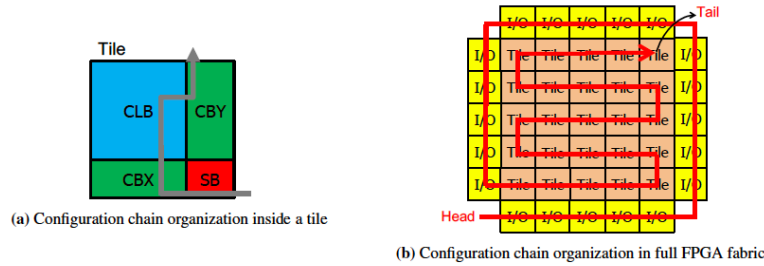 Tile
CLB
CBY
CBX
SB
(a) Configuration chain organization inside a tile
I/O I/O I/O I/O I/O
Tail
I/O Tile Tile Tile Tile Tile I/O
I/O Tile Tile Tile Tile Tile I/O
I/O Tile Tile Tile Tile Tile I/O
I/O Tile Tile Tile Tile Tile I/O
I/O Tile Tile Tile Tile Tile I/O
Head
I/O I/O I/O I/O I/O
(b) Configuration chain organization in full FPGA fabric